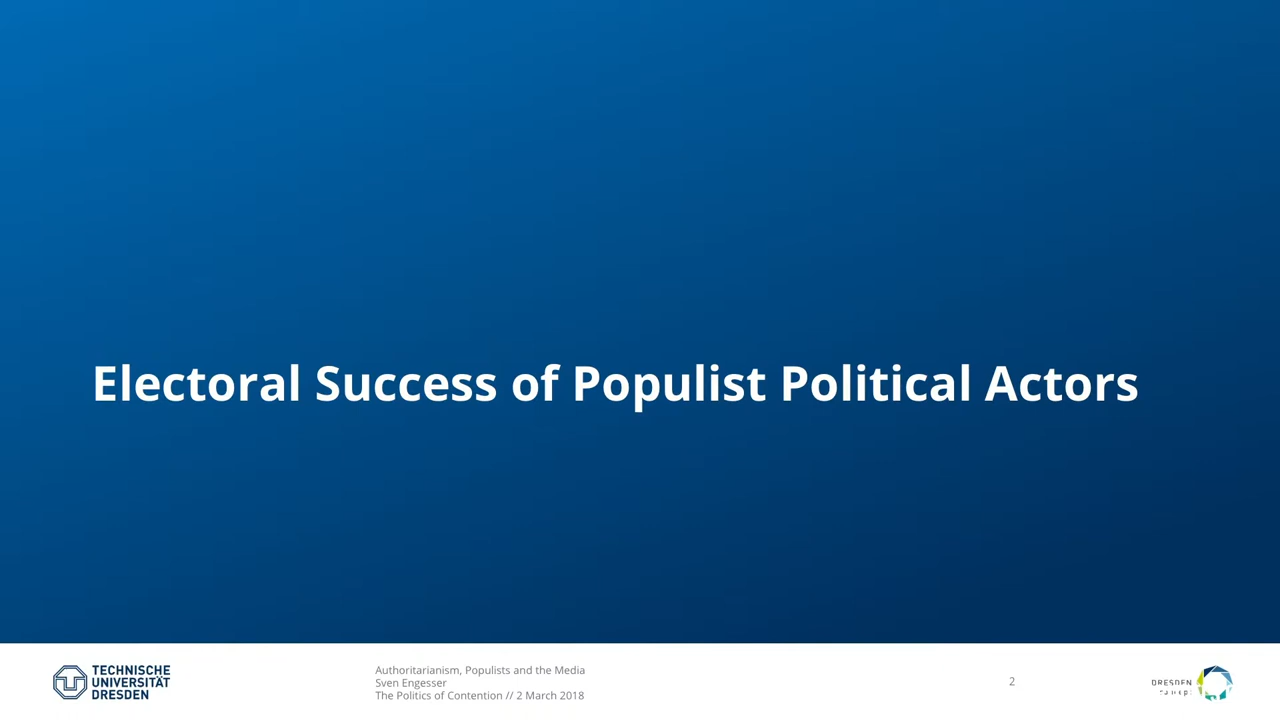 Electoral Success of Populist Political Actors
TECHNISCHE
UNIVERSITÄT
DRESDEN
Authoritarianism, Populists and the Media
Sven Engesser
The Politics of Contention // 2 March 2018
2
DRESDEN